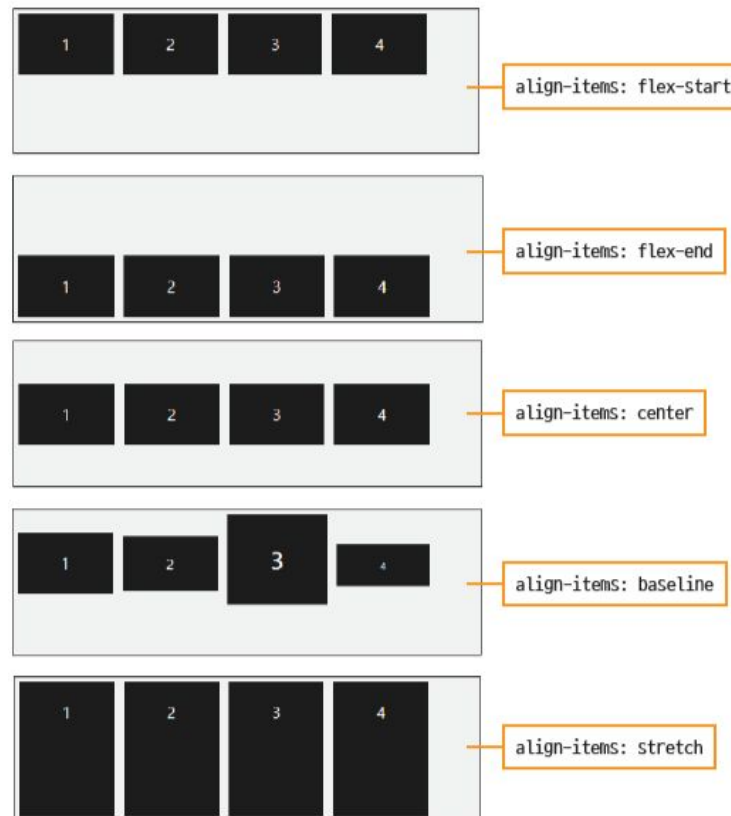 1 2 3 4
align-items: flex-start
1 2 3 4
align-items: flex-end
1 2 3 4
align-items: center
1 2 3 4
align-items: baseline
1 2 3 4
align-items: stretch